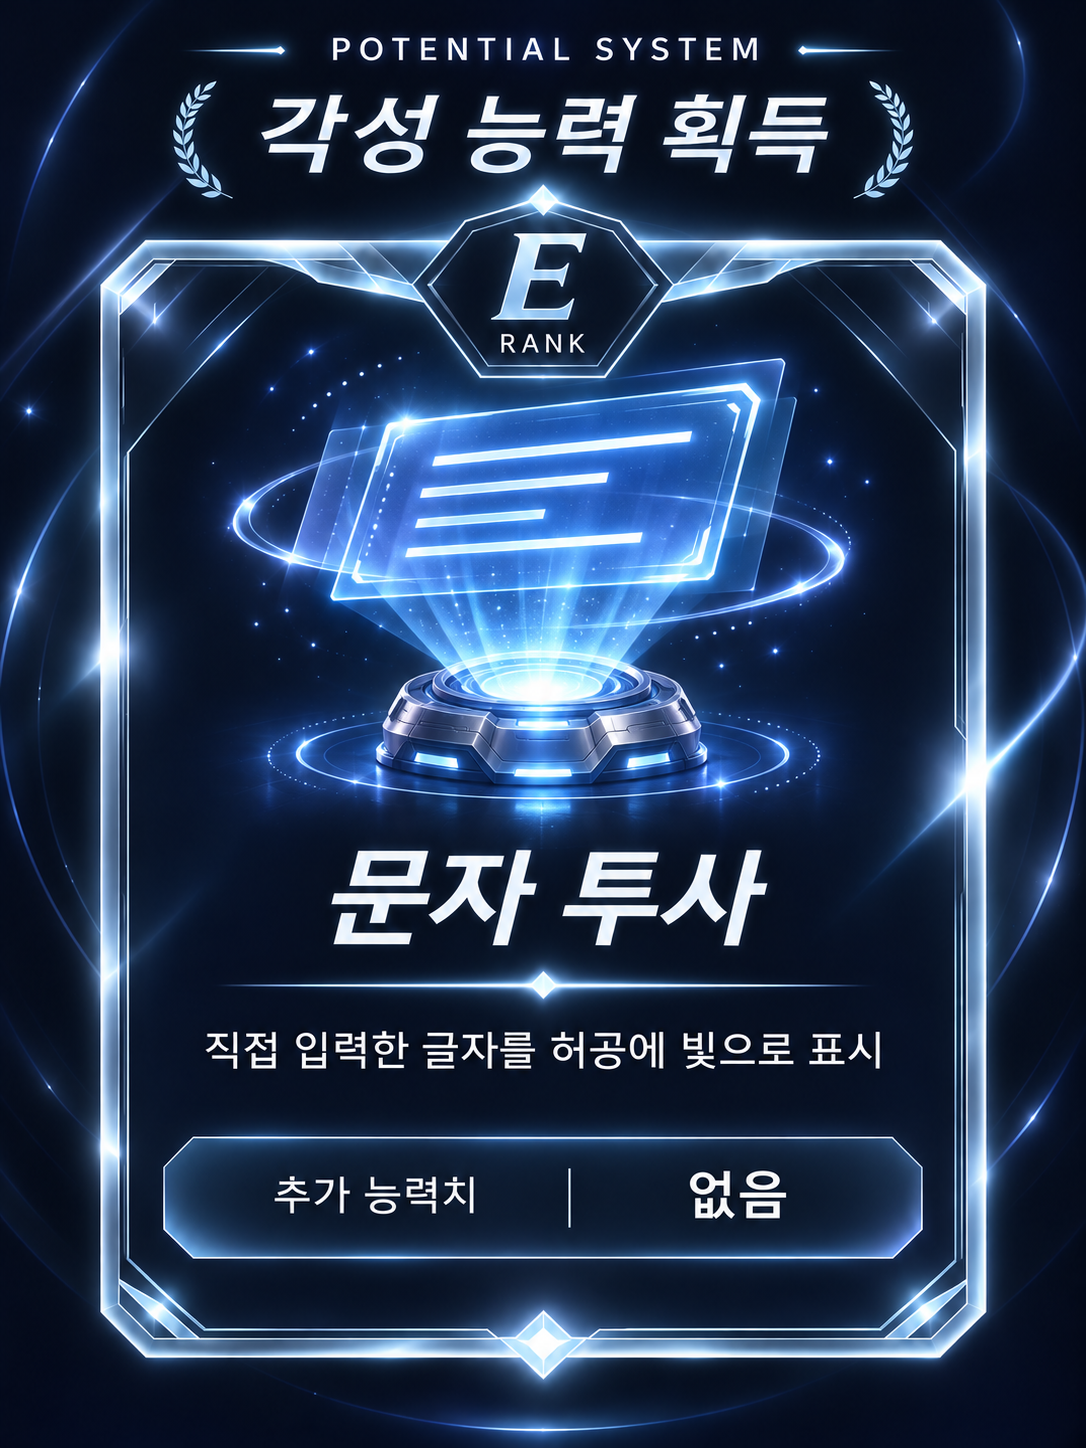 POTENTIAL SYSTEM
각성 능력 획득
E
RANK
문자 투사
직접 입력한 글자를 허공에 빛으로 표시
추가 능력치 | 없음